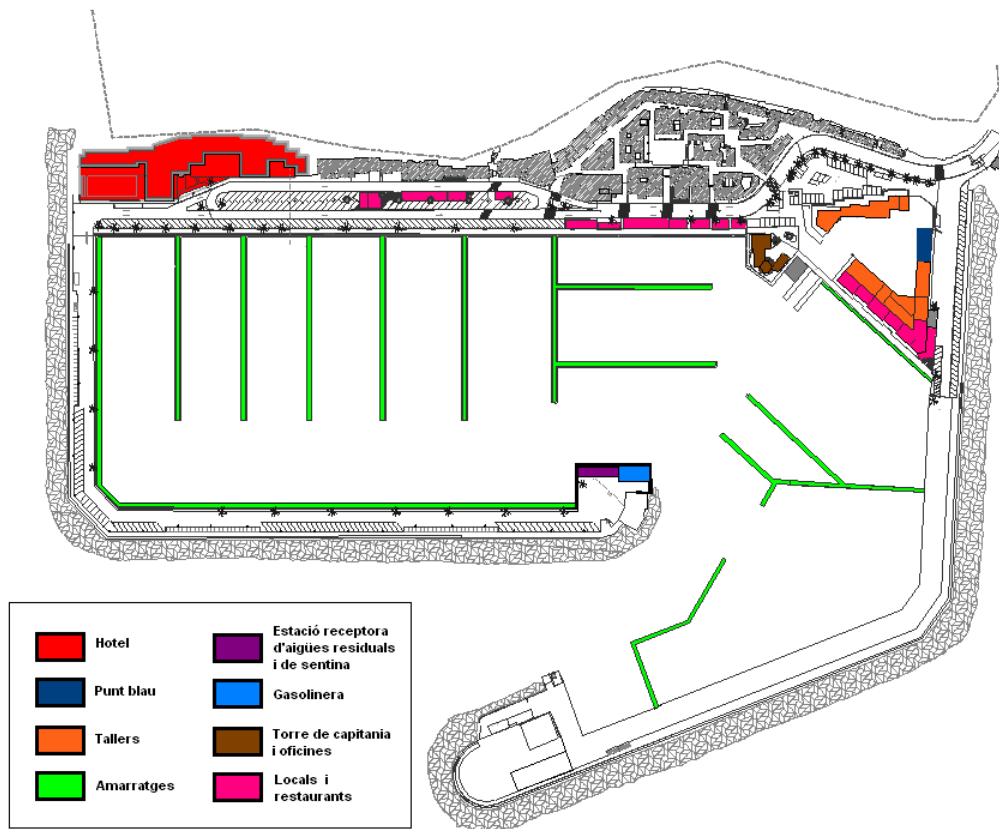 Hotel
Punt blau
Tallers
Amarratges
Estació receptora
d'aigües residuals
i de sentina
Gasolinera
Torre de capitania
i oficines
Locals i
restaurants